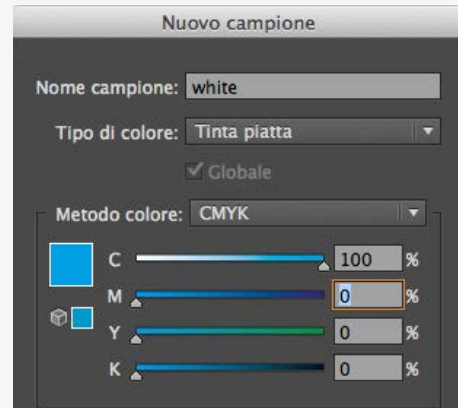 Nuovo campione
Nome campione: white
Tipo di colore: Tinta piatta
Globale
Metodo colore: CMYK
C 100 %
M 0 %
Y 0 %
K 0 %